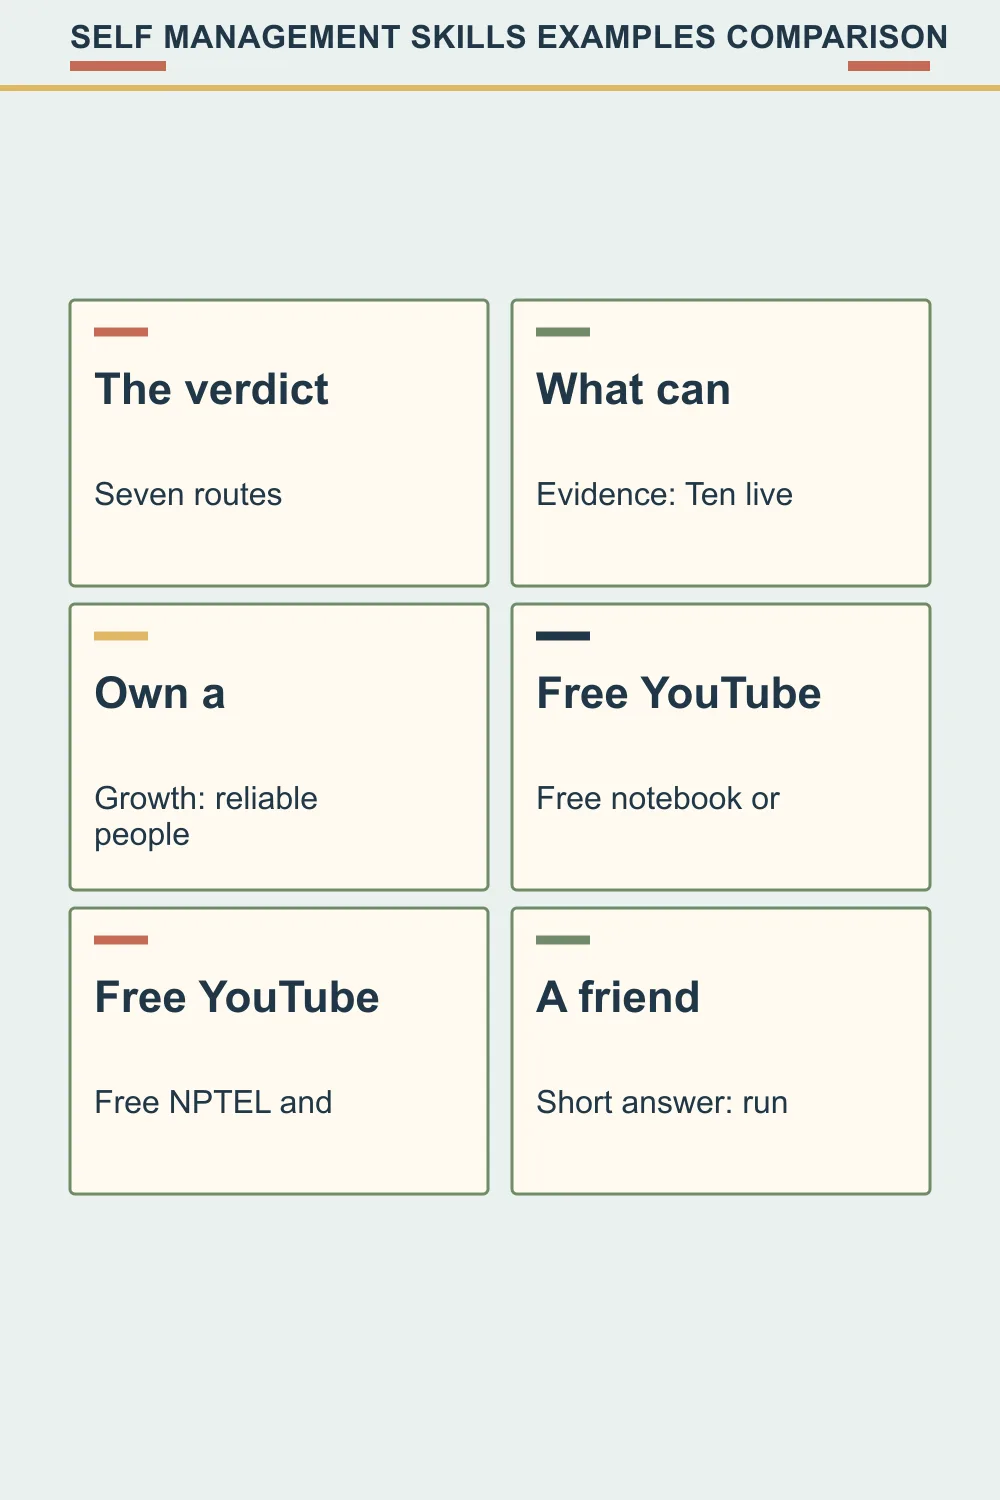 SELF MANAGEMENT SKILLS EXAMPLES COMPARISON
The verdict
Seven routes
What can
Evidence: Ten live
Own a
Growth: reliable
people
Free YouTube
Free notebook or
Free YouTube
Free NPTEL and
A friend
Short answer: run